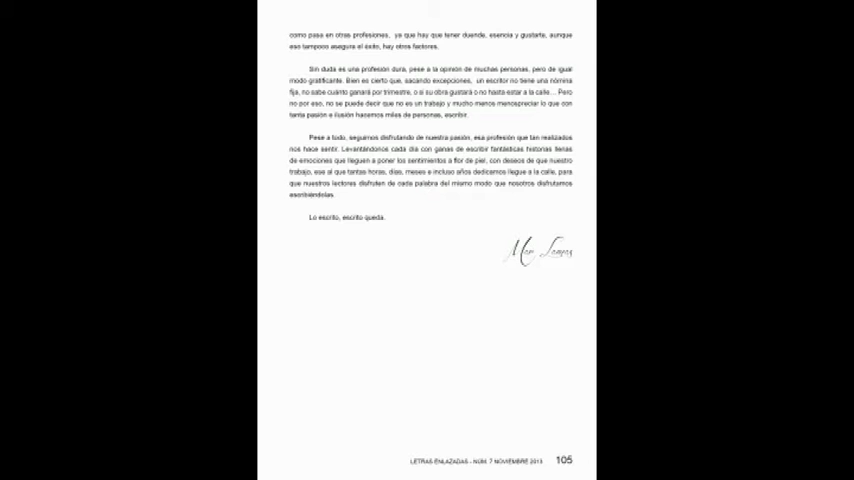 como pasa en otras profesiones, ya que hay que tener duende, esencia y gustarte, aunque
eso tampoco asegura el éxito, hay otros factores.
Sin duda es una profesión dura, pese a la opinión de muchas personas, pero de igual
modo gratificante. Bien es cierto que, sacando excepciones, un escritor no tiene una nómina
fija, no sabe cuánto ganará por trimestre, o si su obra gustará o no hasta estar a la calle... Pero
no por eso, no se puede decir que no es un trabajo y mucho menos menospreciar lo que con
tanta pasión e ilusión hacemos miles de personas, escribir.
Pese a todo, seguimos disfrutando de nuestra pasión, esa profesión que tan realizados
nos hace sentir. Levantándonos cada día con ganas de escribir fantásticas historias llenas
de emociones que lleguen a poner los sentimientos a flor de piel, con deseos de que nuestro
trabajo, ese al que tantas horas, días, meses e incluso años dedicamos llegue a la calle, para
que nuestros lectores disfruten de cada palabra del mismo modo que nosotros disfrutamos
escribiéndolas.
Lo escrito, escrito queda.
LETRAS ENLAZADAS - NÚM. 7 NOVIEMBRE 2013 105